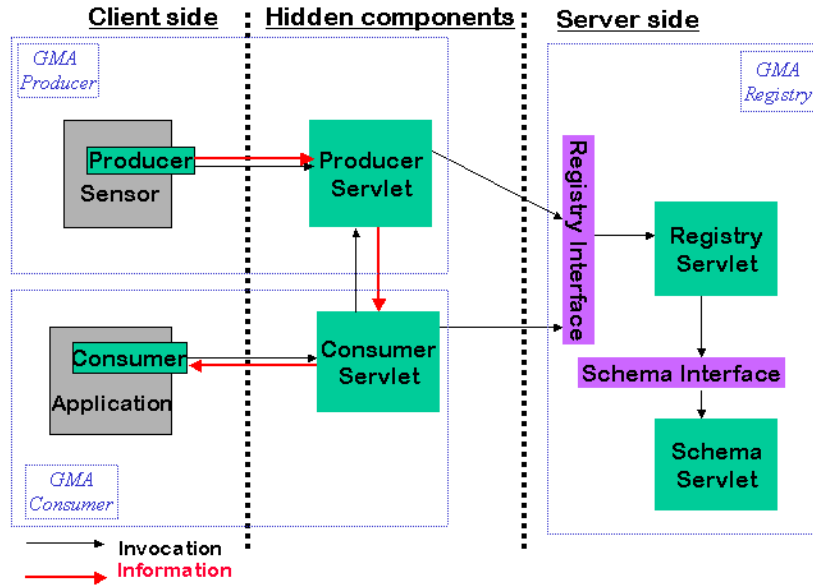 Client side
Hidden components
Server side
GMA
Producer
GMA
Registry
Producer
Sensor
Producer
Servlet
Registry Interface
Registry
Servlet
Consumer
Application
Consumer
Servlet
Schema Interface
Schema
Servlet
GMA
Consumer
Invocation
Information